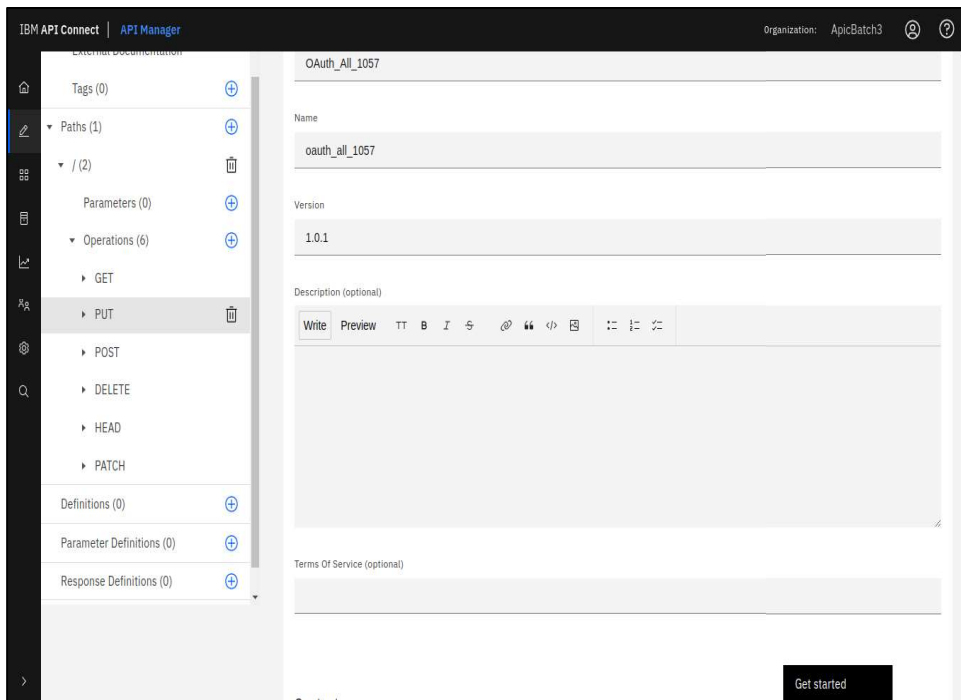 IBM API Connect | API Manager
Organization: ApicBatch3
External Documentation
Tags (0)
Paths (1)
/ (2)
Parameters (0)
Operations (6)
GET
PUT
POST
DELETE
HEAD
PATCH
Definitions (0)
Parameter Definitions (0)
Response Definitions (0)
OAuth_All_1057
Name
oauth_all_1057
Version
1.0.1
Description (optional)
Write Preview TT B I S
Terms Of Service (optional)
Get started